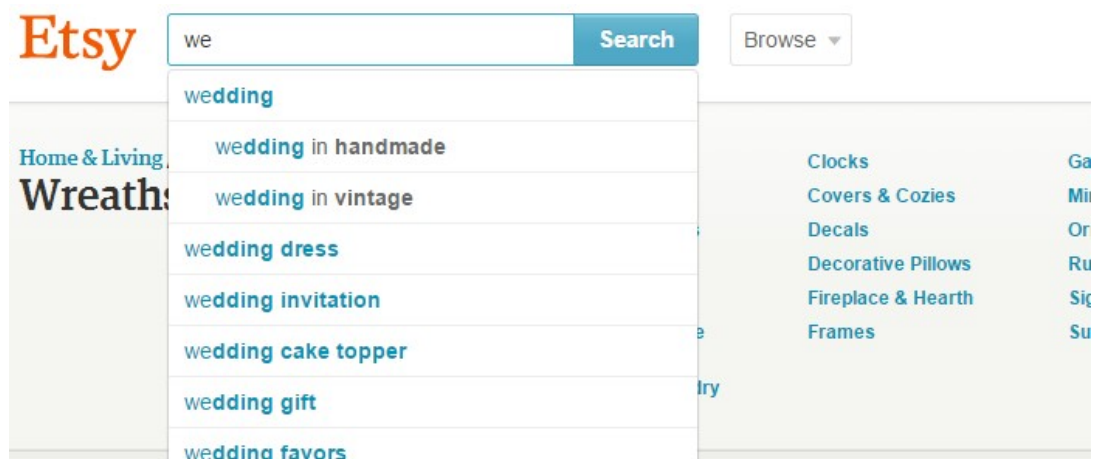 Etsy
we
Search
Browse
wedding
wedding in handmade
wedding in vintage
wedding dress
wedding invitation
wedding cake topper
wedding gift
wedding favors
Home & Living
Wreaths
Clocks
Covers & Cozies
Decals
Decorative Pillows
Fireplace & Hearth
Frames